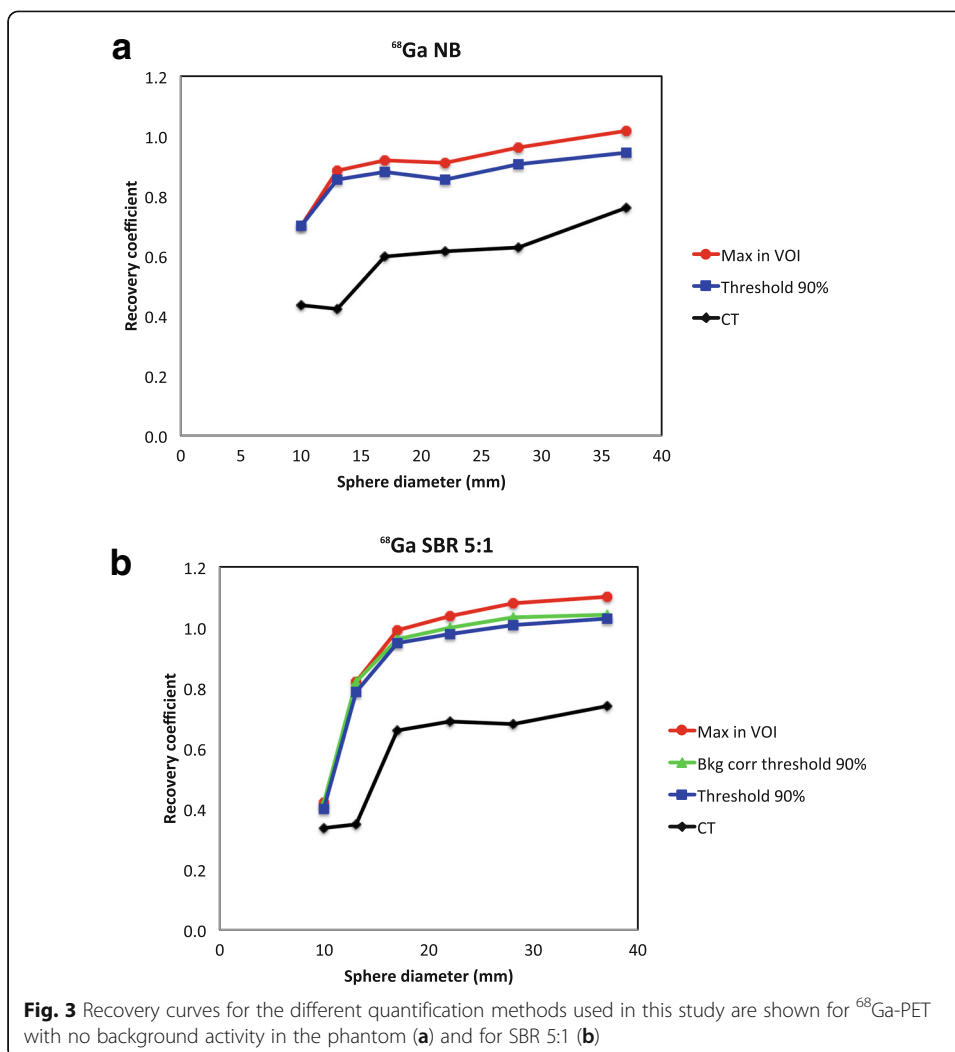 a
⁶⁸Ga NB
1.2
1.0
0.8
0.6
0.4
0.2
0.0
Recovery coefficient
0 5 10 15 20 25 30 35 40
Sphere diameter (mm)
Max in VOI
Threshold 90%
CT
b
⁶⁸Ga SBR 5:1
1.2
1.0
0.8
0.6
0.4
0.2
0.0
Recovery coefficient
0 10 20 30 40
Sphere diameter (mm)
Max in VOI
Bkg corr threshold 90%
Threshold 90%
CT
Fig. 3 Recovery curves for the different quantification methods used in this study are shown for ⁶⁸Ga-PET
with no background activity in the phantom (a) and for SBR 5:1 (b)